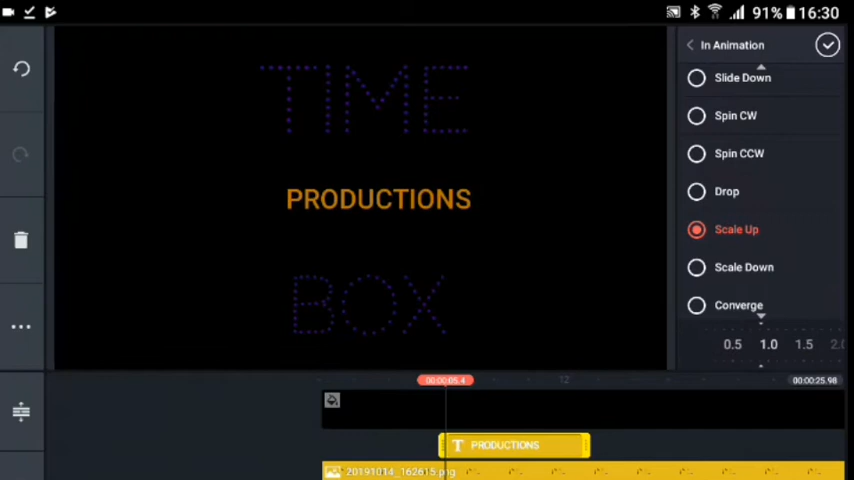 91% 16:30
In Animation
Slide Down
Spin CW
Spin CCW
Drop
Scale Up
Scale Down
Converge
0.5 1.0 1.5 2.0
TIME
PRODUCTIONS
BOX
00:00:05.4 12 00:00:25.98
T PRODUCTIONS
20191014_162615.png